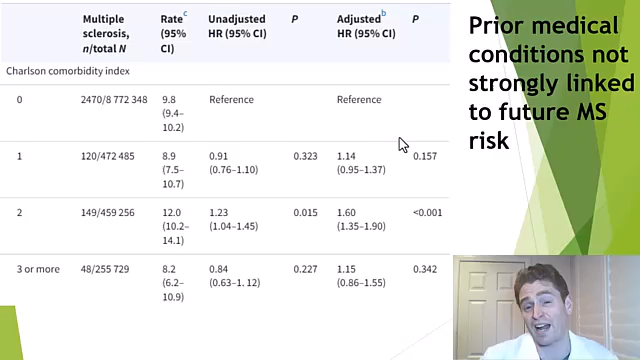 Multiple sclerosis, n/total N	Rate^c (95% CI)	Unadjusted HR (95% CI)	P	Adjusted^b HR (95% CI)	P
Charlson comorbidity index
0	2470/8 772 348	9.8 (9.4–10.2)	Reference		Reference
1	120/472 485	8.9 (7.5–10.7)	0.91 (0.76–1.10)	0.323	1.14 (0.95–1.37)	0.157
2	149/459 256	12.0 (10.2–14.1)	1.23 (1.04–1.45)	0.015	1.60 (1.35–1.90)	<0.001
3 or more	48/255 729	8.2 (6.2–10.9)	0.84 (0.63–1.12)	0.227	1.15 (0.86–1.55)	0.342
Prior medical
conditions not
strongly linked
to future MS
risk